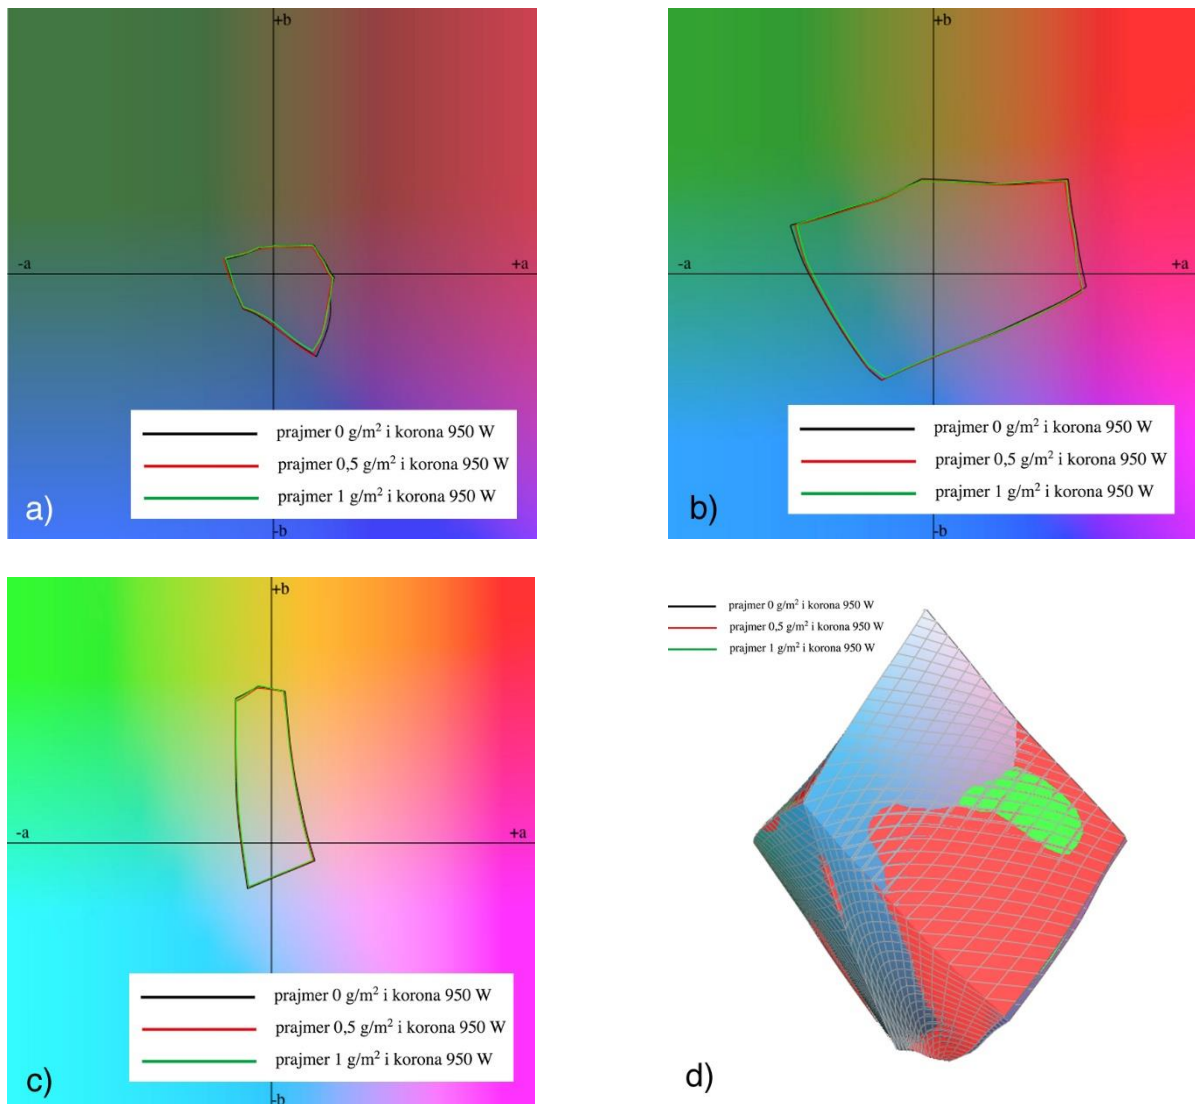 +b
-a
+a
prajmer 0 g/m² i korona 950 W
prajmer 0,5 g/m² i korona 950 W
prajmer 1 g/m² i korona 950 W
a)
-b
+b
-a
+a
prajmer 0 g/m² i korona 950 W
prajmer 0,5 g/m² i korona 950 W
prajmer 1 g/m² i korona 950 W
b)
-b
+b
-a
+a
prajmer 0 g/m² i korona 950 W
prajmer 0,5 g/m² i korona 950 W
prajmer 1 g/m² i korona 950 W
c)
-b
prajmer 0 g/m² i korona 950 W
prajmer 0,5 g/m² i korona 950 W
prajmer 1 g/m² i korona 950 W
d)